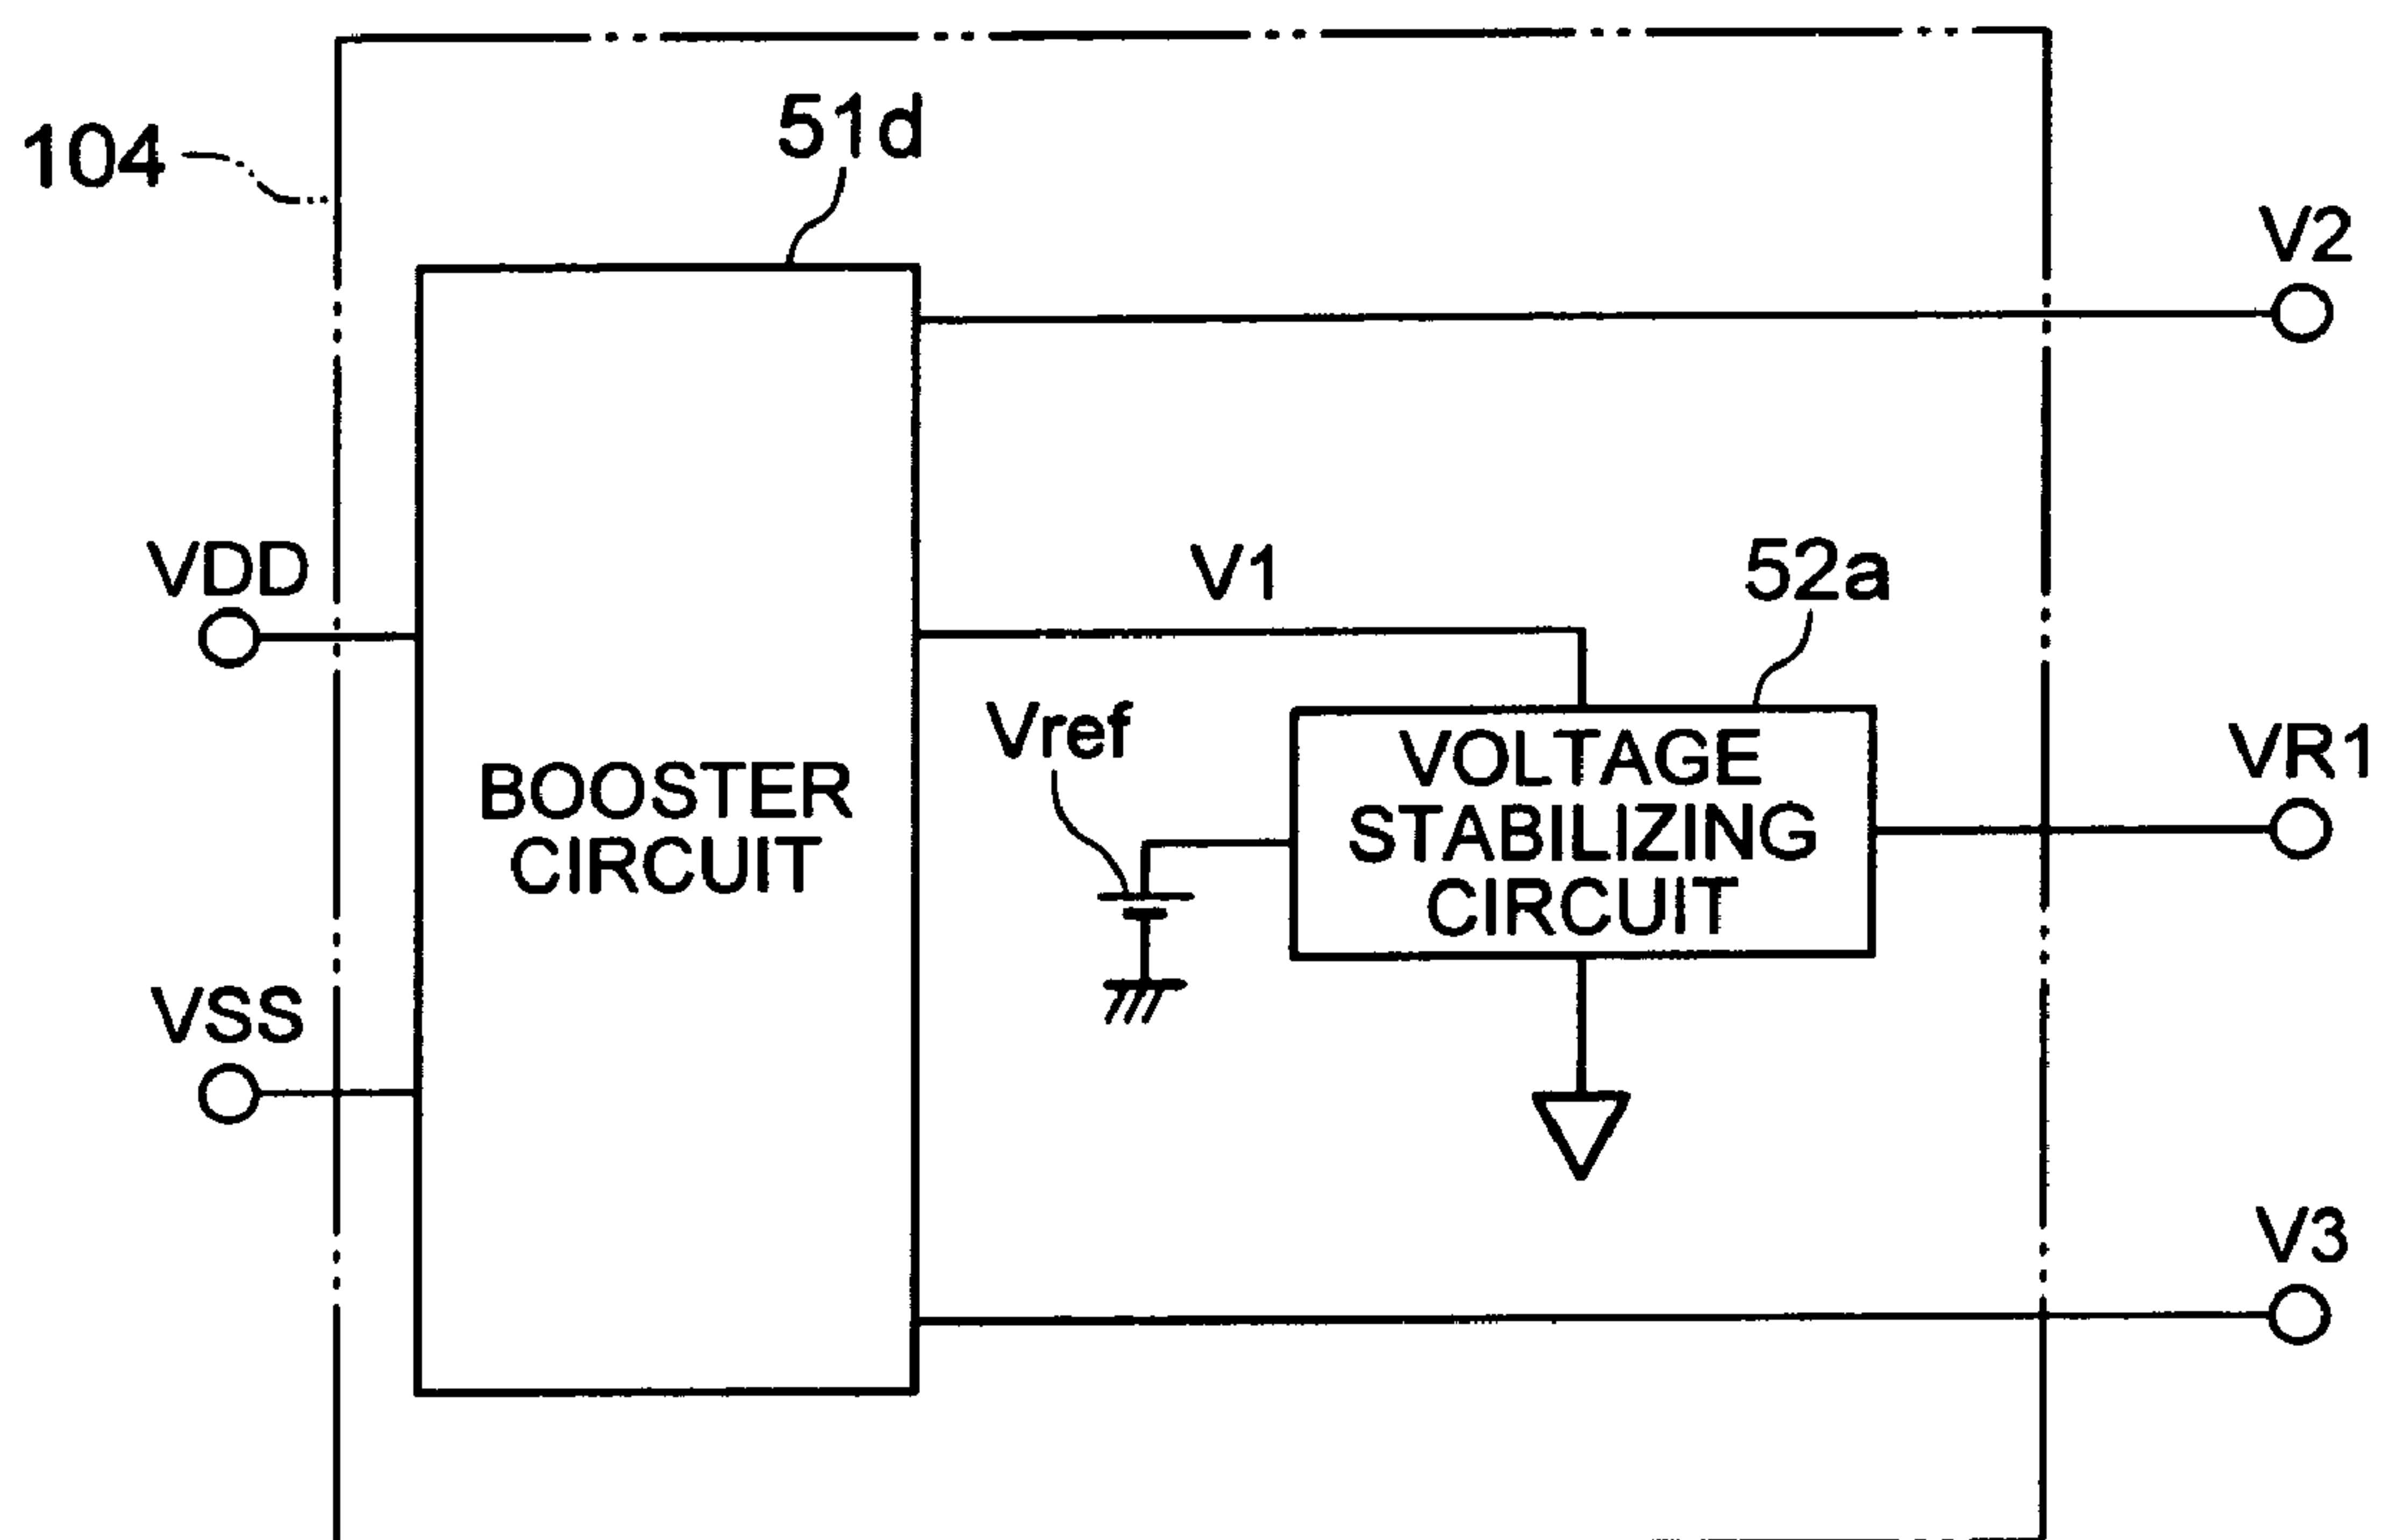 51d
104
V2
VDD
V1
52a
Vref
VOLTAGE
STABILIZING
CIRCUIT
VR1
BOOSTER
CIRCUIT
VSS
V3